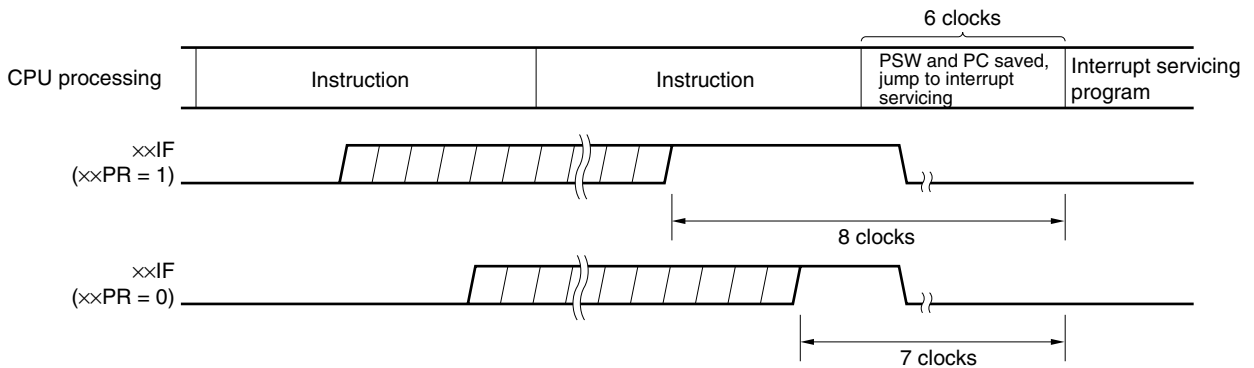 6 clocks
CPU processing
Instruction
Instruction
PSW and PC saved,
jump to interrupt
servicing
Interrupt servicing
program
××IF
(××PR = 1)
8 clocks
××IF
(××PR = 0)
7 clocks